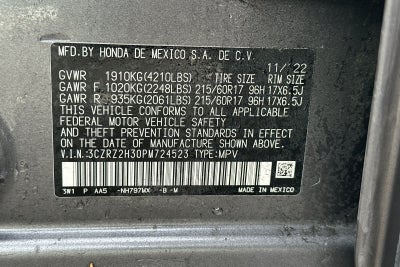 MFD.BY HONDA DE MEXICO S.A. DE C.V.
11/'22
GVWR 1910KG(4210LBS) TIRE SIZE RIM SIZE
GAWR F 1020KG(2248LBS) 215/60R17 96H 17X6.5J
GAWR R 935KG(2061LBS) 215/60R17 96H 17X6.5J
THIS VEHICLE CONFORMS TO ALL APPLICABLE
FEDERAL MOTOR VEHICLE SAFETY AND
THEFT PREVENTION STANDARDS IN EFFECT
ON THE DATE OF MANUFACTURE SHOWN ABOVE.
V.I.N.:3CZRZ2H30PM724523 TYPE:MPV
3W1 P AA5 -NH797MX -B-M MADE IN MEXICO